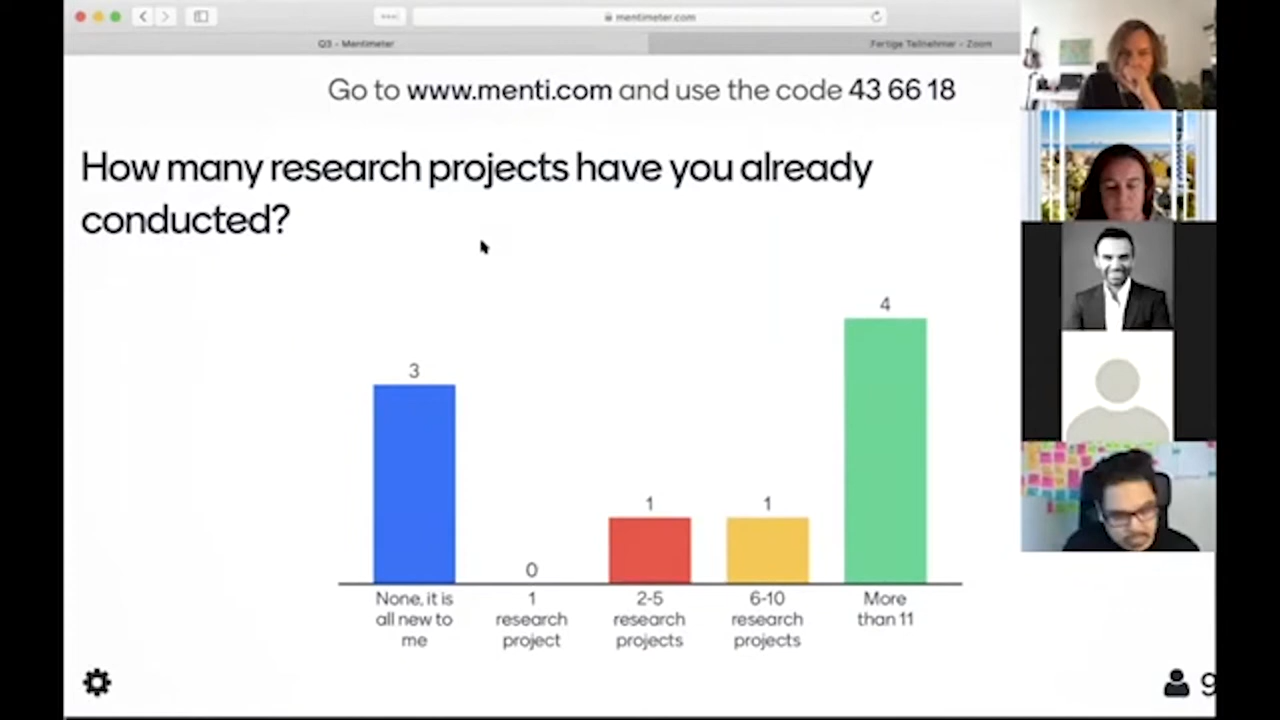 mentimeter.com
Q3 - Mentimeter
Fertige Teilnehmer - Zoom
Go to www.menti.com and use the code 43 66 18
How many research projects have you already
conducted?
4
3
1
1
0
None, it is
all new to
me
1
research
project
2-5
research
projects
6-10
research
projects
More
than 11
9